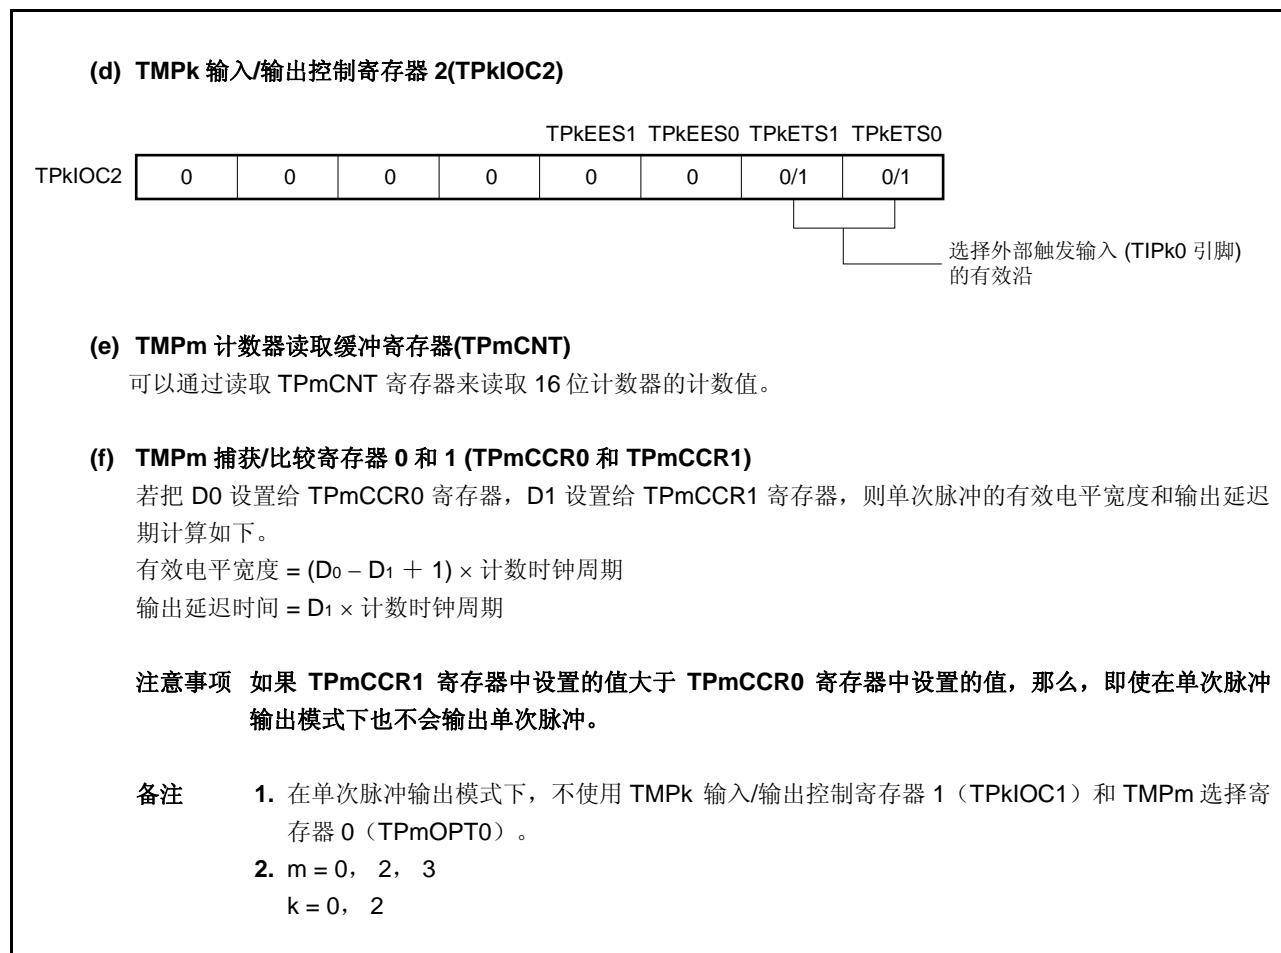 (d) TMPk 输入/输出控制寄存器 2(TPkIOC2)
TPkEES1 TPkEES0 TPkETS1 TPkETS0
TPkIOC2 0 0 0 0 0 0 0/1 0/1
选择外部触发输入 (TIPk0 引脚)
的有效沿
(e) TMPm 计数器读取缓冲寄存器(TPmCNT)
可以通过读取 TPmCNT 寄存器来读取 16 位计数器的计数值。
(f) TMPm 捕获/比较寄存器 0 和 1 (TPmCCR0 和 TPmCCR1)
若把 D0 设置给 TPmCCR0 寄存器，D1 设置给 TPmCCR1 寄存器，则单次脉冲的有效电平宽度和输出延迟
期计算如下。
有效电平宽度 = (D0 − D1 ＋ 1) × 计数时钟周期
输出延迟时间 = D1 × 计数时钟周期
注意事项 如果 TPmCCR1 寄存器中设置的值大于 TPmCCR0 寄存器中设置的值，那么，即使在单次脉冲
输出模式下也不会输出单次脉冲。
备注 1. 在单次脉冲输出模式下，不使用 TMPk 输入/输出控制寄存器 1（TPkIOC1）和 TMPm 选择寄
存器 0（TPmOPT0）。
2. m = 0， 2， 3
k = 0， 2